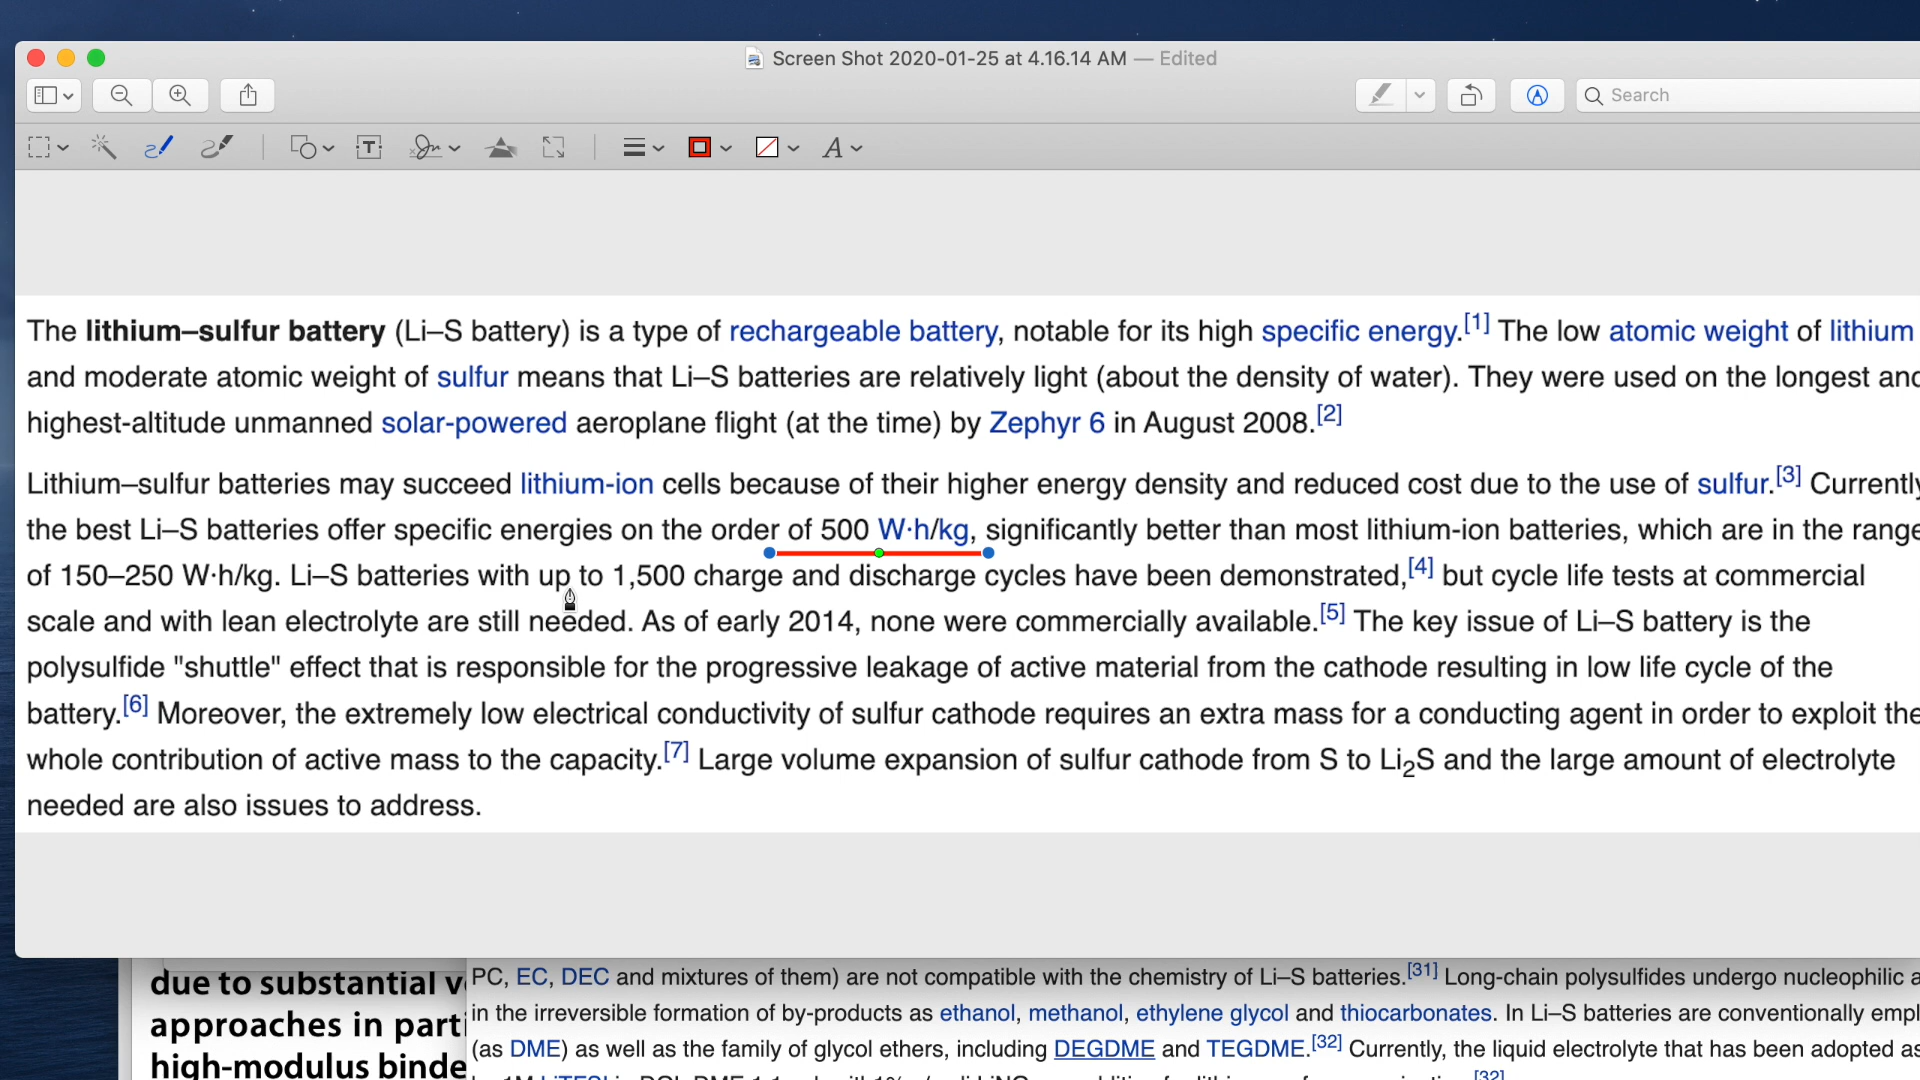 Screen Shot 2020-01-25 at 4.16.14 AM — Edited
Search
The lithium–sulfur battery (Li–S battery) is a type of rechargeable battery, notable for its high specific energy.[1] The low atomic weight of lithium
and moderate atomic weight of sulfur means that Li–S batteries are relatively light (about the density of water). They were used on the longest and
highest-altitude unmanned solar-powered aeroplane flight (at the time) by Zephyr 6 in August 2008.[2]
Lithium–sulfur batteries may succeed lithium-ion cells because of their higher energy density and reduced cost due to the use of sulfur.[3] Currently
the best Li–S batteries offer specific energies on the order of 500 W·h/kg, significantly better than most lithium-ion batteries, which are in the range
of 150–250 W·h/kg. Li–S batteries with up to 1,500 charge and discharge cycles have been demonstrated,[4] but cycle life tests at commercial
scale and with lean electrolyte are still needed. As of early 2014, none were commercially available.[5] The key issue of Li–S battery is the
polysulfide "shuttle" effect that is responsible for the progressive leakage of active material from the cathode resulting in low life cycle of the
battery.[6] Moreover, the extremely low electrical conductivity of sulfur cathode requires an extra mass for a conducting agent in order to exploit the
whole contribution of active mass to the capacity.[7] Large volume expansion of sulfur cathode from S to Li₂S and the large amount of electrolyte
needed are also issues to address.
due to substantial
approaches in
high-modulus
PC, EC, DEC and mixtures of them) are not compatible with the chemistry of Li–S batteries.[31] Long-chain polysulfides undergo nucleophilic
in the irreversible formation of by-products as ethanol, methanol, ethylene glycol and thiocarbonates. In Li–S batteries are conventionally
(as DME) as well as the family of glycol ethers, including DEGDME and TEGDME.[32] Currently, the liquid electrolyte that has been adopted as
[32]